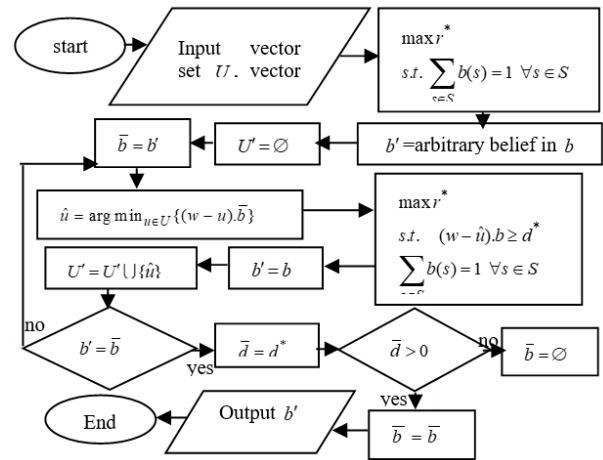 start
Input vector
set U. vector
max r*
s.t. ∑ b(s) = 1 ∀s∈S
s∈S
b' =arbitrary belief in b
U' = ∅
b̅ = b'
û = arg min_{u∈U} {(w − u).b̅}
max r*
s.t. (w − û).b ≥ d*
∑ b(s) = 1 ∀s∈S
b' = b
U' = U' ⋃{û}
no
b' = b̅
yes
d̅ = d*
d̅ > 0
no
b̅ = ∅
yes
b̅ = b̅
Output b'
End